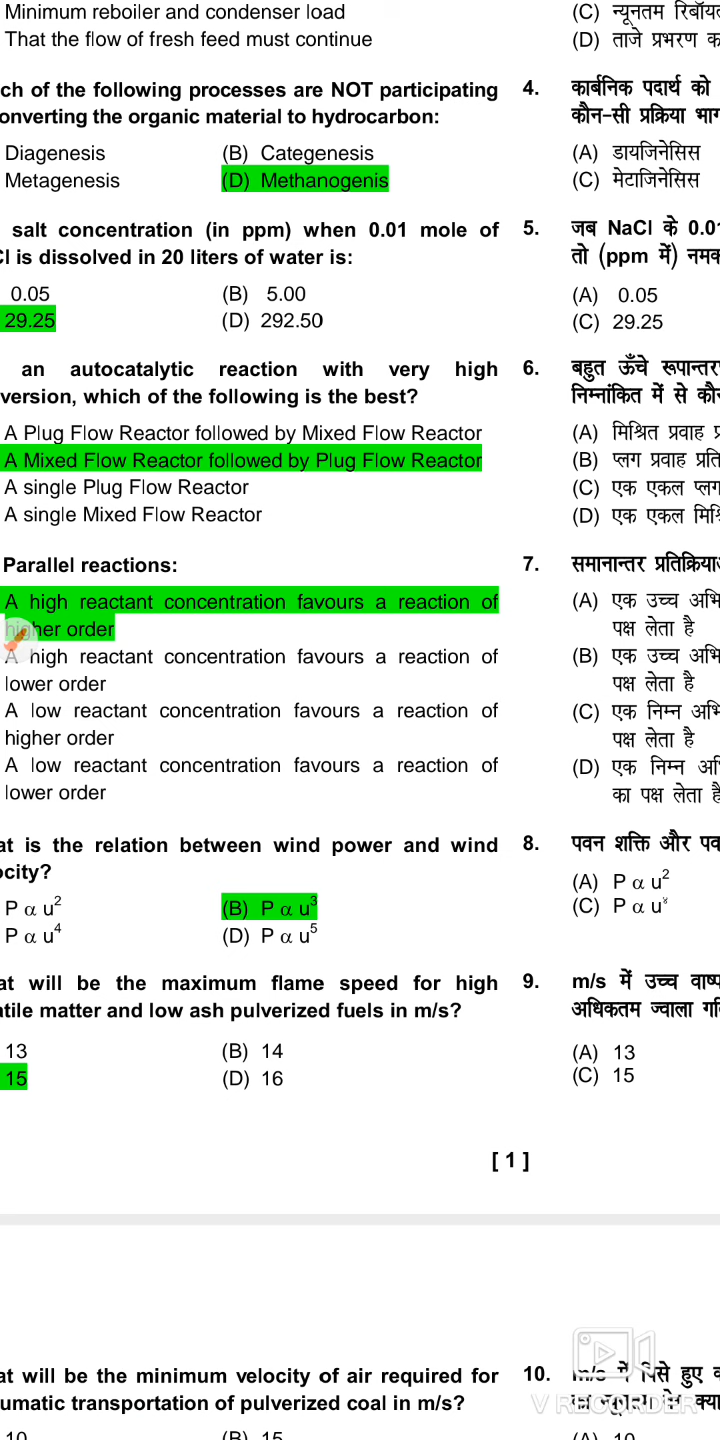 Minimum reboiler and condenser load
That the flow of fresh feed must continue
ch of the following processes are NOT participating
onverting the organic material to hydrocarbon:
Diagenesis (B) Categenesis
Metagenesis (D) Methanogenis
salt concentration (in ppm) when 0.01 mole of
Cl is dissolved in 20 liters of water is:
0.05 (B) 5.00
29.25 (D) 292.50
an autocatalytic reaction with very high
version, which of the following is the best?
A Plug Flow Reactor followed by Mixed Flow Reactor
A Mixed Flow Reactor followed by Plug Flow Reactor
A single Plug Flow Reactor
A single Mixed Flow Reactor
Parallel reactions:
A high reactant concentration favours a reaction of
higher order
A high reactant concentration favours a reaction of
lower order
A low reactant concentration favours a reaction of
higher order
A low reactant concentration favours a reaction of
lower order
at is the relation between wind power and wind
ocity?
P α u² (B) P α u³
P α u⁴ (D) P α u⁵
at will be the maximum flame speed for high
atile matter and low ash pulverized fuels in m/s?
13 (B) 14
15 (D) 16
(C) न्यूनतम
(D) ताजे प्रभरण
4. कार्बनिक पदार्थ को
कौन-सी प्रक्रिया भाग
(A) डायजिनेसिस
(C) मेटाजिनेसिस
5. जब NaCl के 0.01
तो (ppm में) नमक
(A) 0.05
(C) 29.25
6. बहुत ऊँचे रूपान्तर
निम्नांकित में से कौन
(A) मिश्रित प्रवाह
(B) प्लग प्रवाह प्रति
(C) एक एकल प्लग
(D) एक एकल मिश्रि
7. समानान्तर प्रतिक्रिया
(A) एक उच्च अभि
पक्ष लेता है
(B) एक उच्च अभि
पक्ष लेता है
(C) एक निम्न अभि
पक्ष लेता है
(D) एक निम्न अभि
का पक्ष लेता है
8. पवन शक्ति और पव
(A) P α u²
(C) P α u
9. m/s में उच्च वाष्प
अधिकतम ज्वाला गति
(A) 13
(C) 15
[ 1 ]
at will be the minimum velocity of air required for
umatic transportation of pulverized coal in m/s?
10 (B) 15
10. m/s में पिसे हुए
का न्यूनतम वेग क्या
(A) 10
V RECORDER